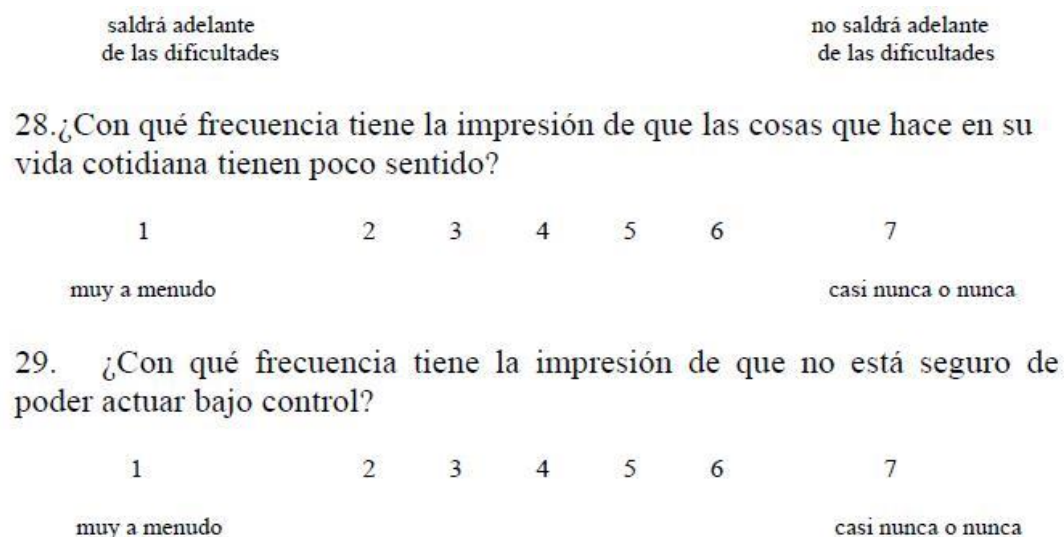 saldrá adelante no saldrá adelante
de las dificultades de las dificultades
28.¿Con qué frecuencia tiene la impresión de que las cosas que hace en su
vida cotidiana tienen poco sentido?
1 2 3 4 5 6 7
muy a menudo casi nunca o nunca
29. ¿Con qué frecuencia tiene la impresión de que no está seguro de
poder actuar bajo control?
1 2 3 4 5 6 7
muy a menudo casi nunca o nunca